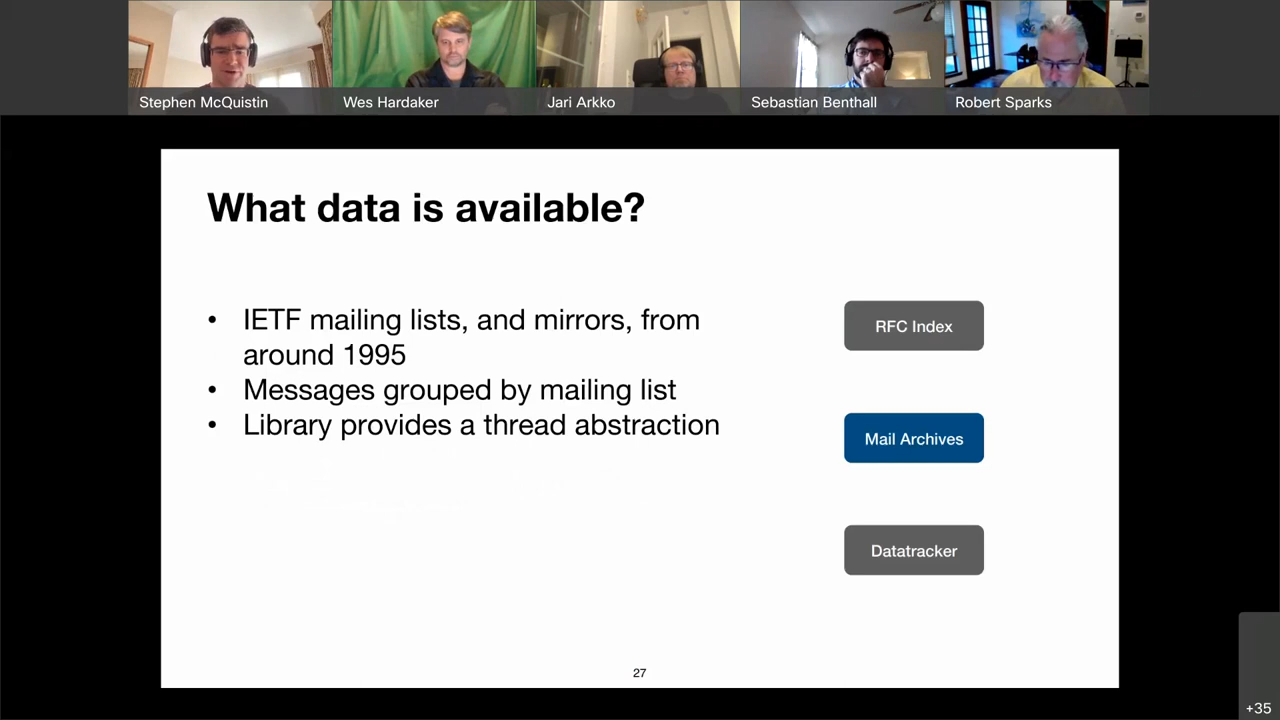 Stephen McQuistin
Wes Hardaker
Jari Arkko
Sebastian Benthall
Robert Sparks
What data is available?
• IETF mailing lists, and mirrors, from
around 1995
• Messages grouped by mailing list
• Library provides a thread abstraction
RFC Index
Mail Archives
Datatracker
27
+35